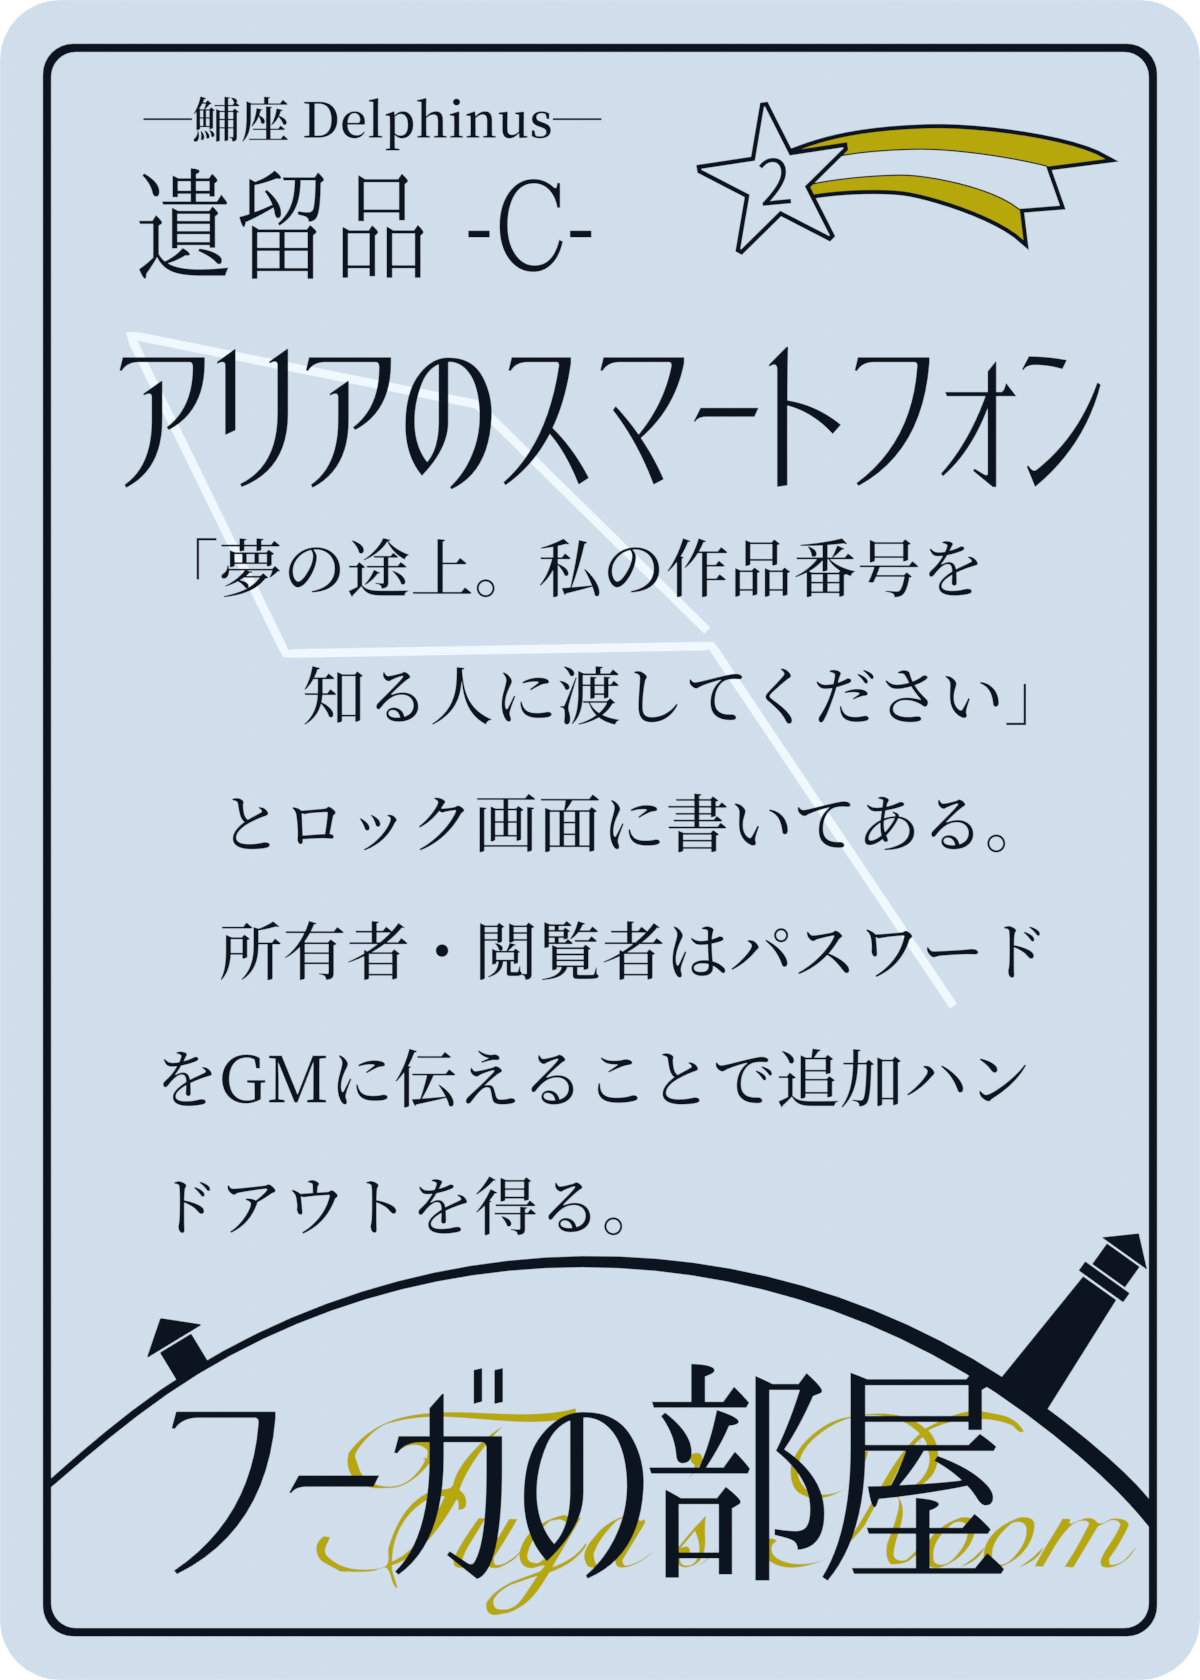 ―鯆座 Delphinus―
遺留品 -C-
2
アリアのスマートフォン
「夢の途上。私の作品番号を
知る人に渡してください」
とロック画面に書いてある。
所有者・閲覧者はパスワード
をGMに伝えることで追加ハン
ドアウトを得る。
フーガの部屋
Fuga's Room